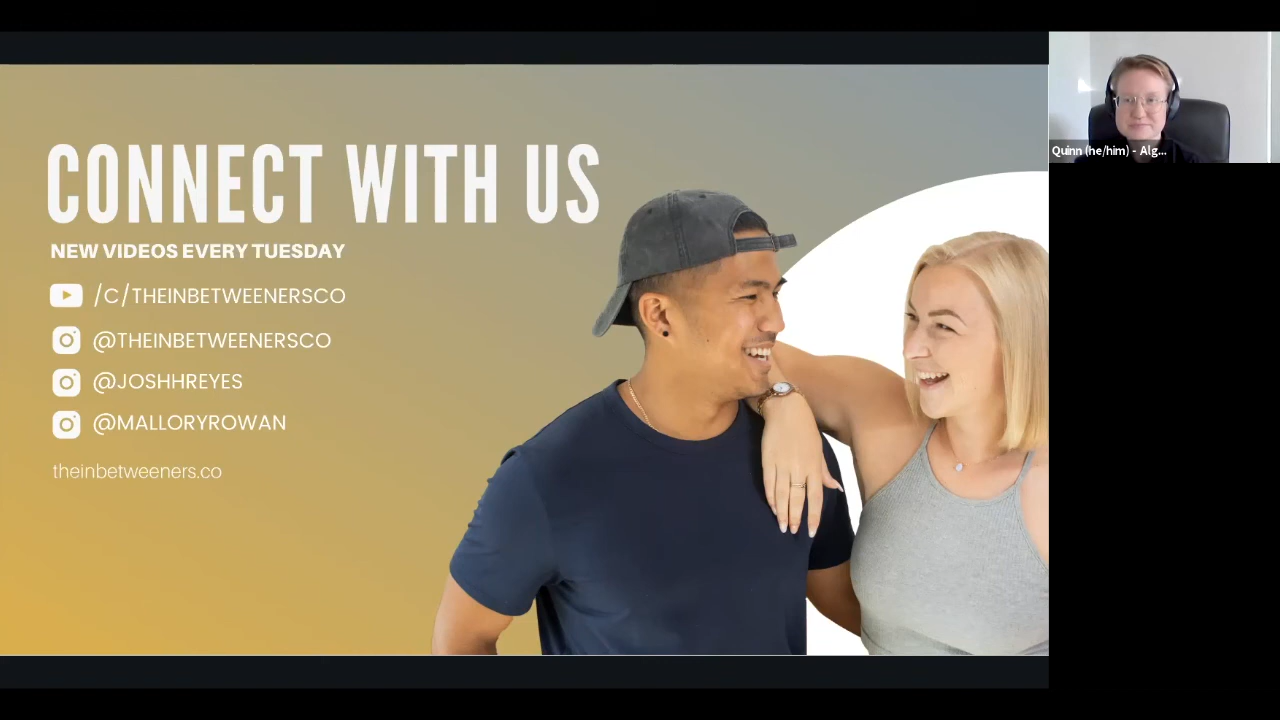 CONNECT WITH US
NEW VIDEOS EVERY TUESDAY
/C/THEINBETWEENERSCO
@THEINBETWEENERSCO
@JOSHHREYES
@MALLORYROWAN
theinbetweeners.co
Quinn (he/him) - Alg...